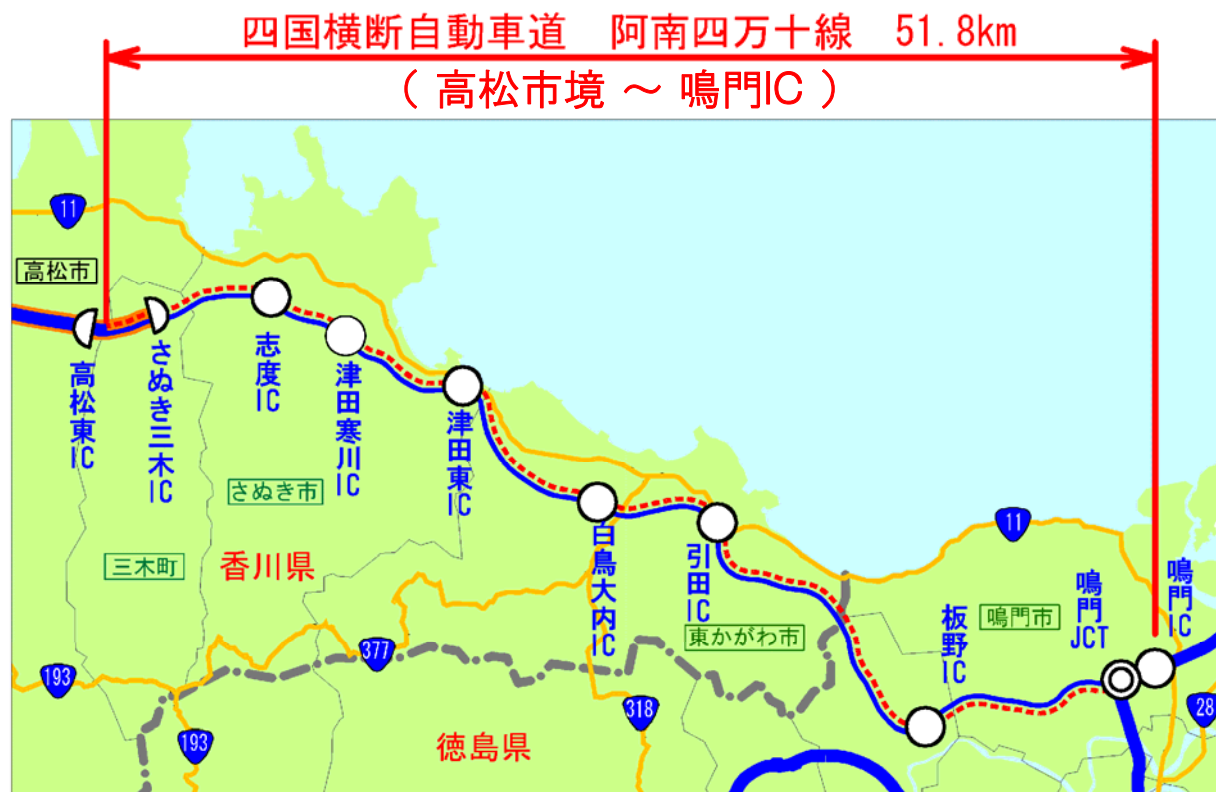 四国横断自動車道 阿南四万十線 51.8km
( 高松市境 ～ 鳴門IC )
11
高松市
高松東IC
さぬき三木IC
志度IC
津田寒川IC
津田東IC
さぬき市
三木町
香川県
白鳥大内IC
引田IC
東かがわ市
11
板野IC
鳴門市
鳴門JCT
鳴門IC
193
377
193
徳島県
318
28